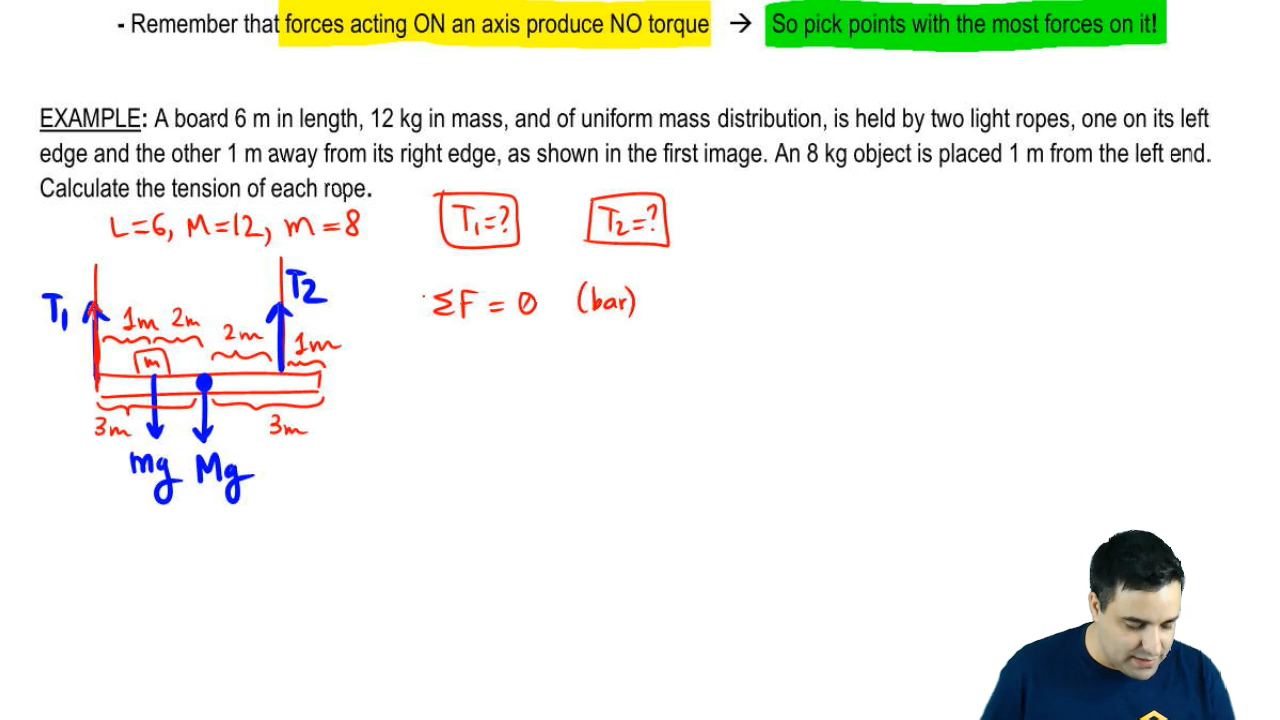 - Remember that forces acting ON an axis produce NO torque → So pick points with the most forces on it!
EXAMPLE: A board 6 m in length, 12 kg in mass, and of uniform mass distribution, is held by two light ropes, one on its left
edge and the other 1 m away from its right edge, as shown in the first image. An 8 kg object is placed 1 m from the left end.
Calculate the tension of each rope.
L=6, M=12, m=8
T₁=?
T₂=?
ΣF = 0 (bar)
T₁
T2
1m 2m
2m
1m
m
3m
3m
mg
Mg